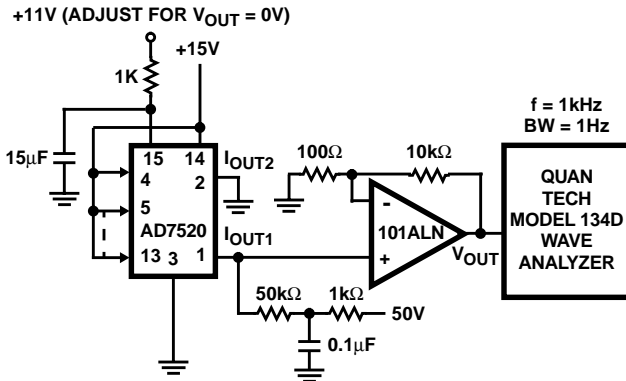 +11V (ADJUST FOR VOUT = 0V)
+15V
1K
15μF
15
14
4
2
IOUT2
5
AD7520
13
3
1
IOUT1
100Ω
10kΩ
-
101ALN
+
VOUT
f = 1kHz
BW = 1Hz
QUAN
TECH
MODEL 134D
WAVE
ANALYZER
50kΩ
1kΩ
50V
0.1μF